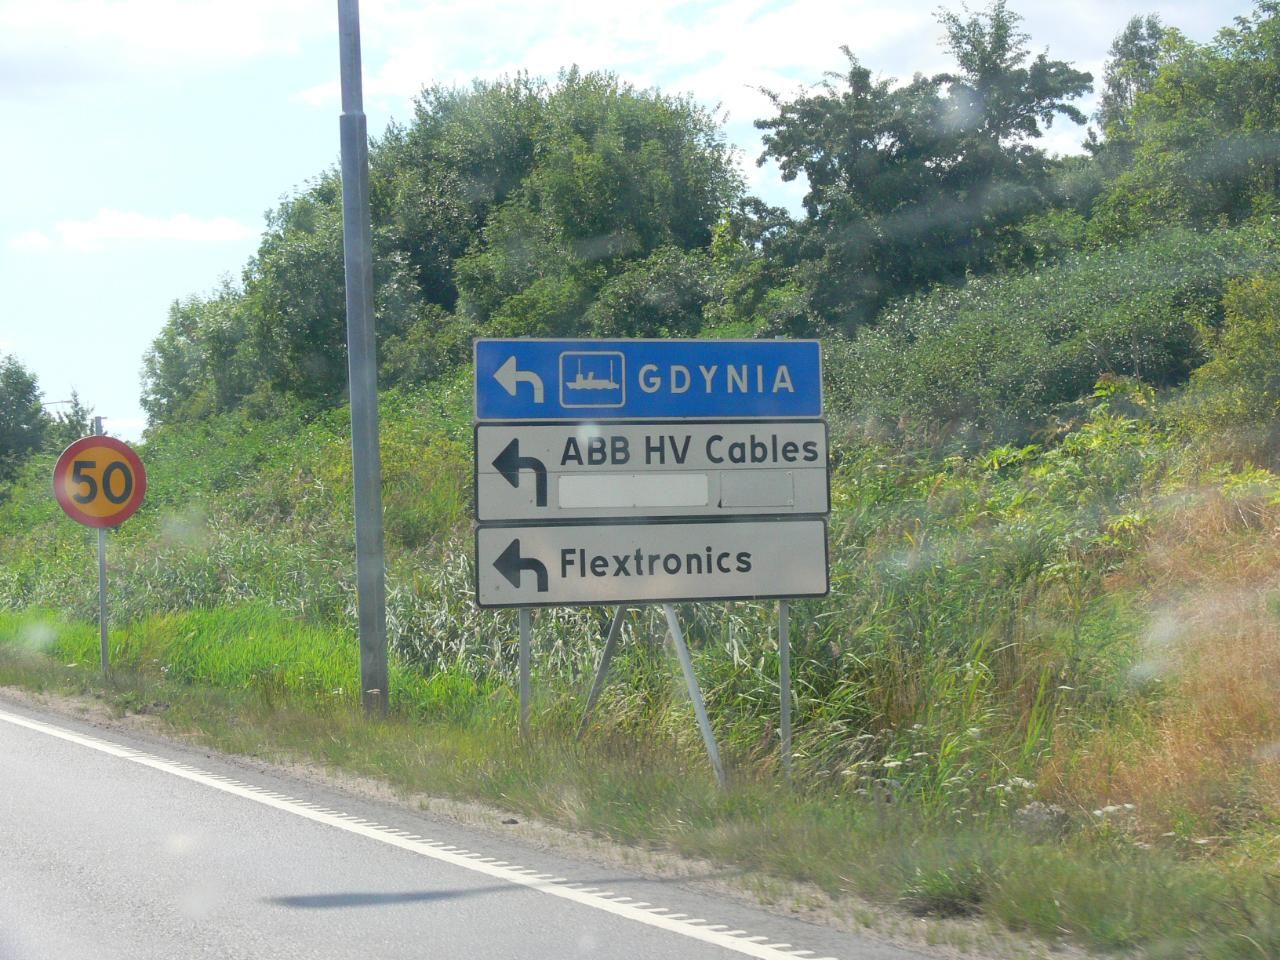 50
GDYNIA
ABB HV Cables
Flextronics